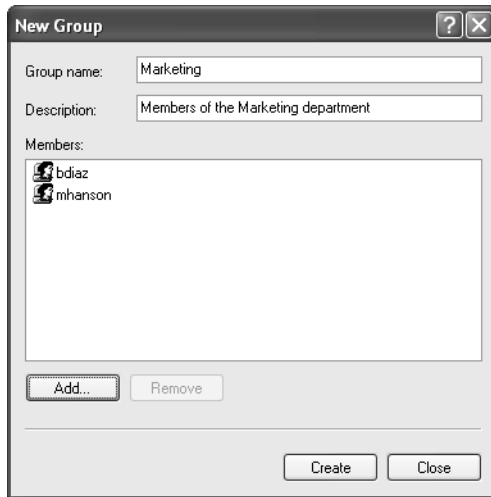 New Group
Group name: Marketing
Description: Members of the Marketing department
Members:
bdiaz
mhanson
Add... Remove
Create Close